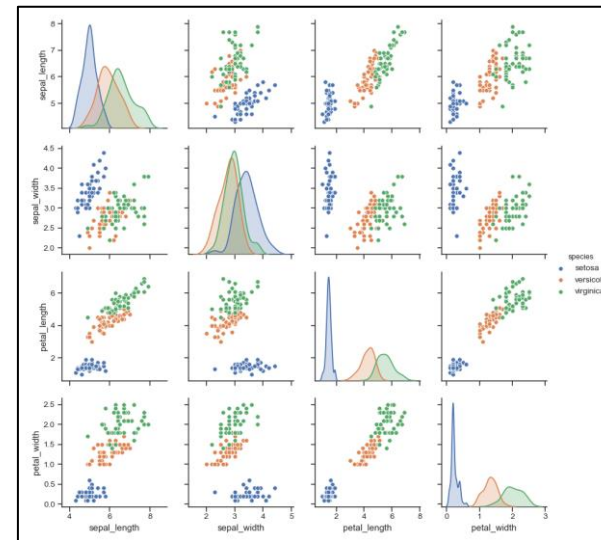 8
7
6
5
sepal_length
4.5
4.0
3.5
3.0
2.5
2.0
sepal_width
species
setosa
versicol
virginica
6
4
2
petal_length
2.5
2.0
1.5
1.0
0.5
0.0
petal_width
4 6 8
2 3 4 5
2 4 6 8
0 1 2 3
sepal_length
sepal_width
petal_length
petal_width